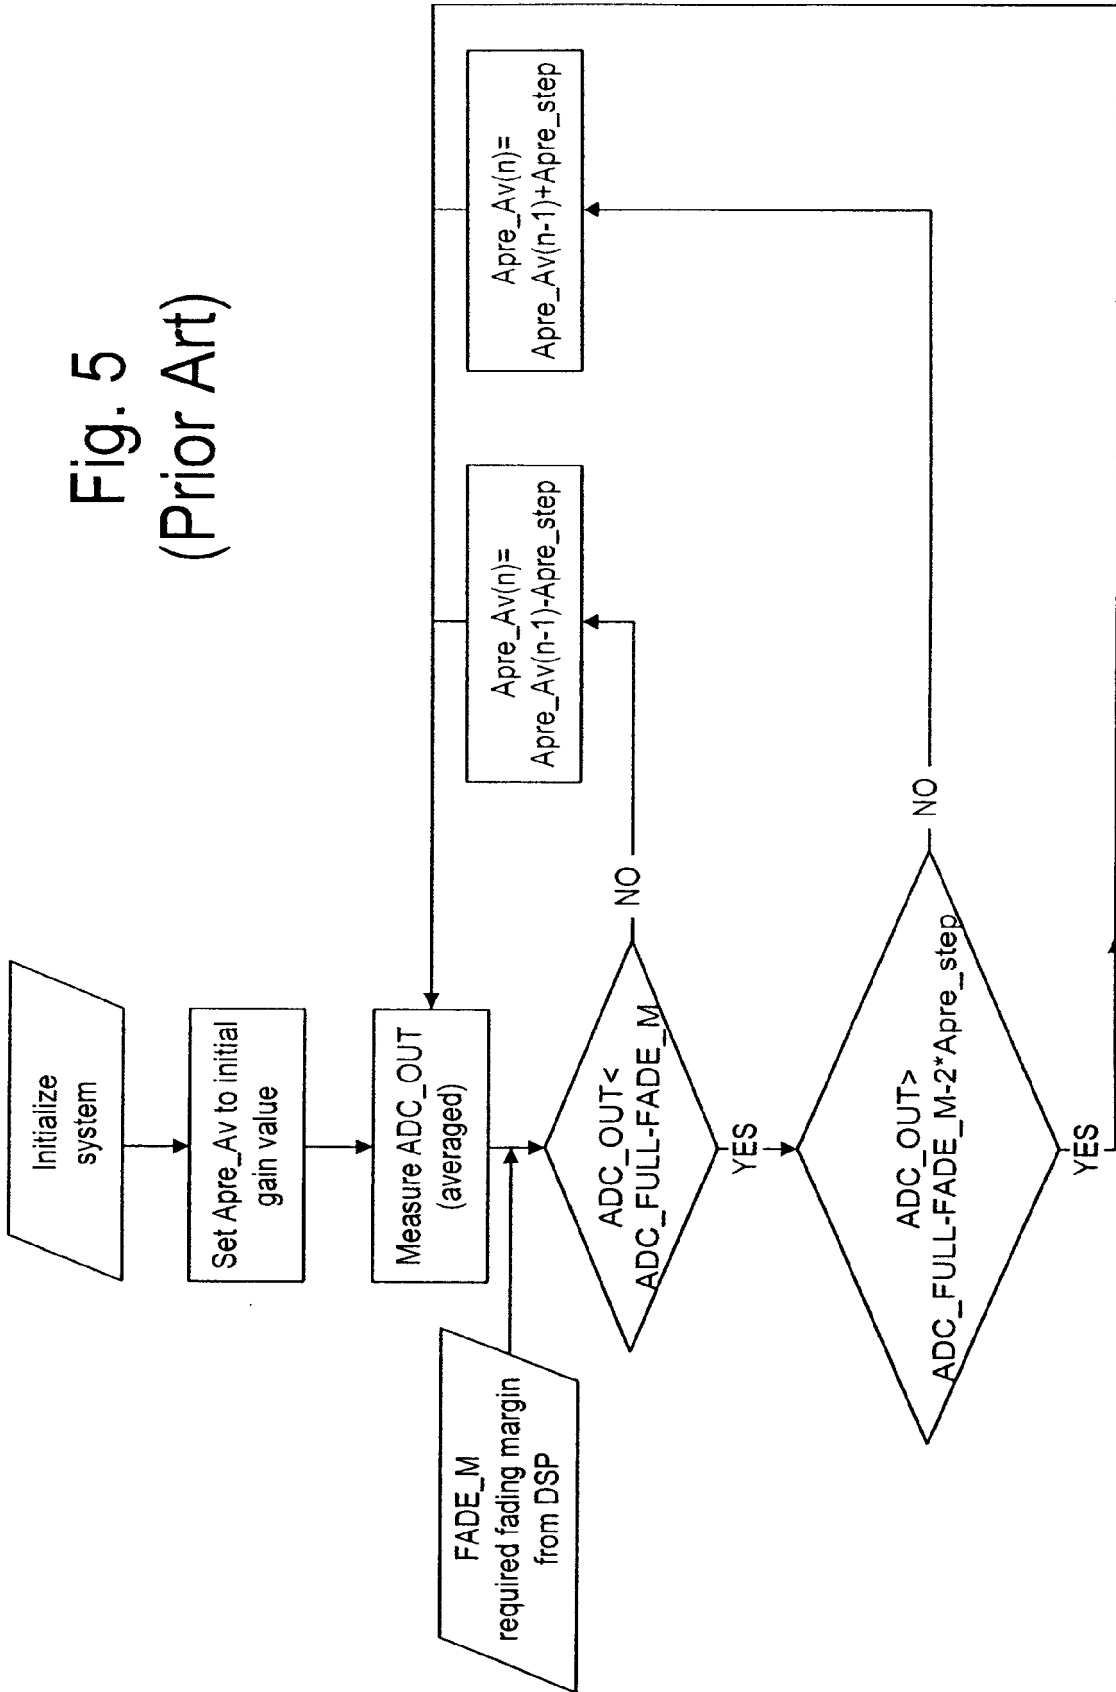 Fig. 5
(Prior Art)
Initialize
system
Set Apre_Av to initial
gain value
Measure ADC_OUT
(averaged)
FADE_M
required fading margin
from DSP
ADC_OUT<
ADC_FULL-FADE_M
NO
YES
Apre_Av(n)=
Apre_Av(n-1)-Apre_step
ADC_OUT>
ADC_FULL-FADE_M-2*Apre_step
NO
YES
Apre_Av(n)=
Apre_Av(n-1)+Apre_step